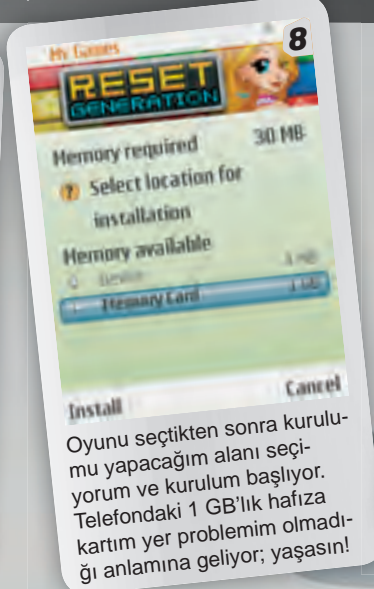 8
My Games
RESET
GENERATION
Memory required 30 MB
? Select location for
installation
Memory available
Device
Memory Card
Install Cancel
Oyunu seçtikten sonra kurulu-
mu yapacağım alanı seçi-
yorum ve kurulum başlıyor.
Telefondaki 1 GB'lık hafıza
kartım yer problemim olmadı-
ğı anlamına geliyor; yaşasın!